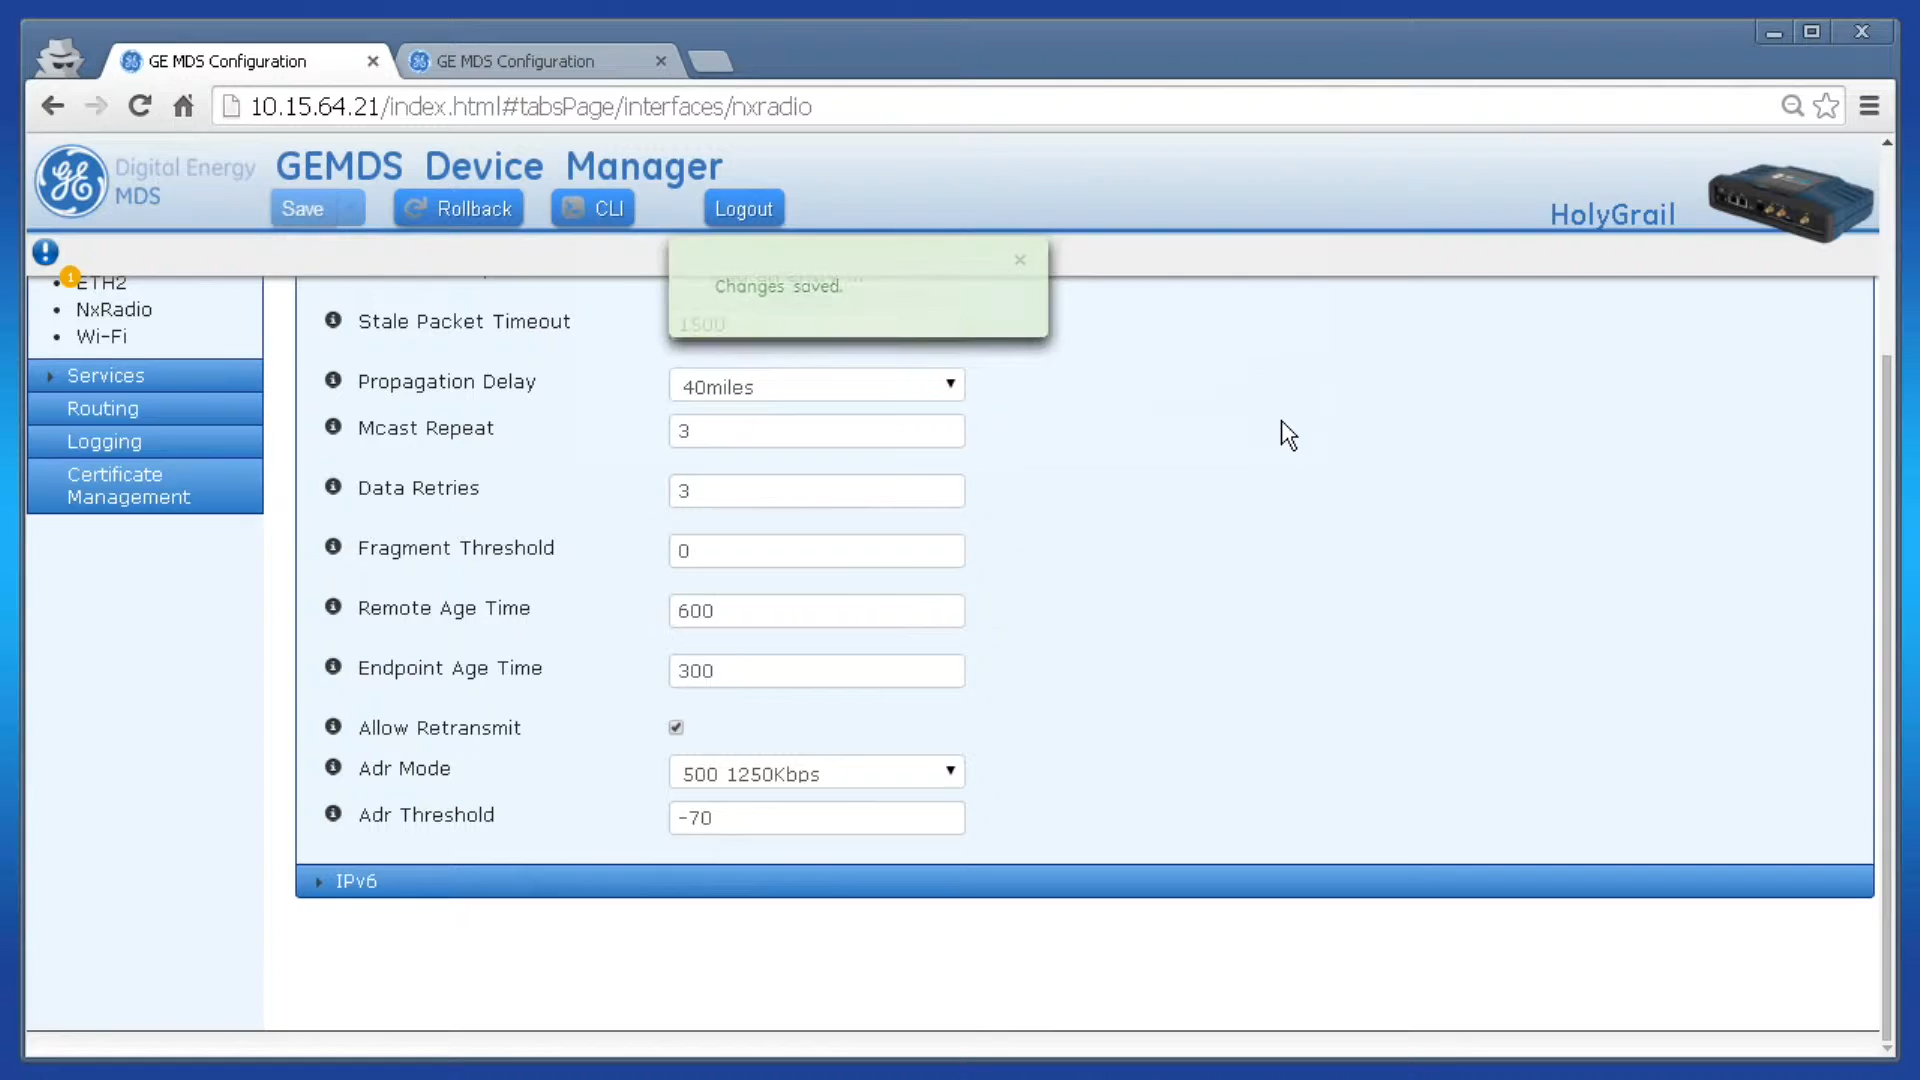 GE MDS Configuration
GE MDS Configuration
10.15.64.21/index.html#tabsPage/interfaces/nxradio
Digital Energy
MDS
GEMDS Device Manager
Save
Rollback
CLI
Logout
HolyGrail
1
ETH2
NxRadio
Wi-Fi
Services
Routing
Logging
Certificate
Management
Changes saved.
Stale Packet Timeout
1500
Propagation Delay
40miles
Mcast Repeat
3
Data Retries
3
Fragment Threshold
0
Remote Age Time
600
Endpoint Age Time
300
Allow Retransmit
Adr Mode
500 1250Kbps
Adr Threshold
-70
IPv6